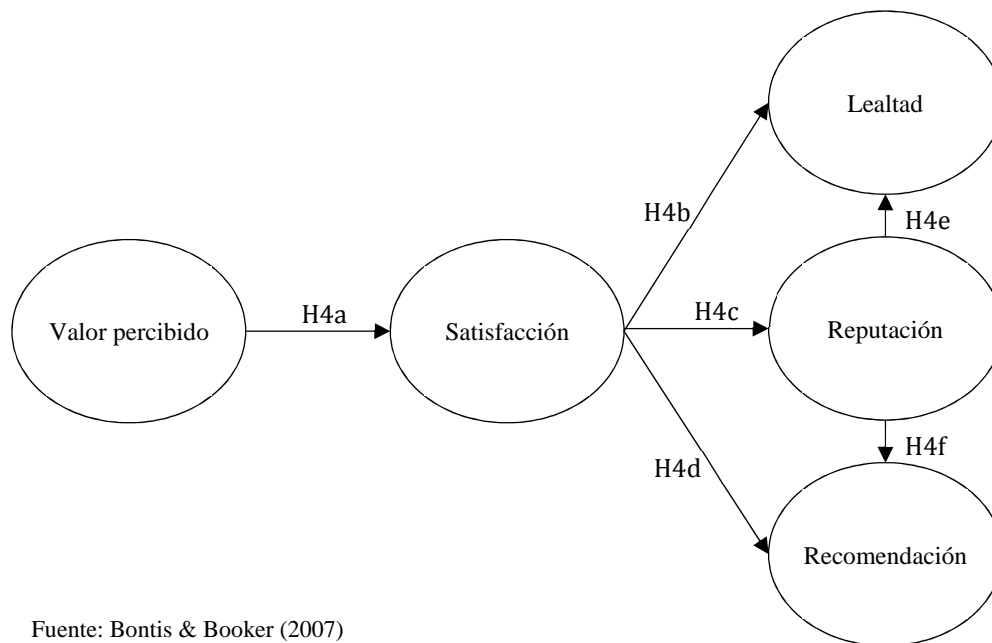 Lealtad
H4b
H4e
Valor percibido
H4a
Satisfacción
H4c
Reputación
H4d
H4f
Recomendación
Fuente: Bontis & Booker (2007)